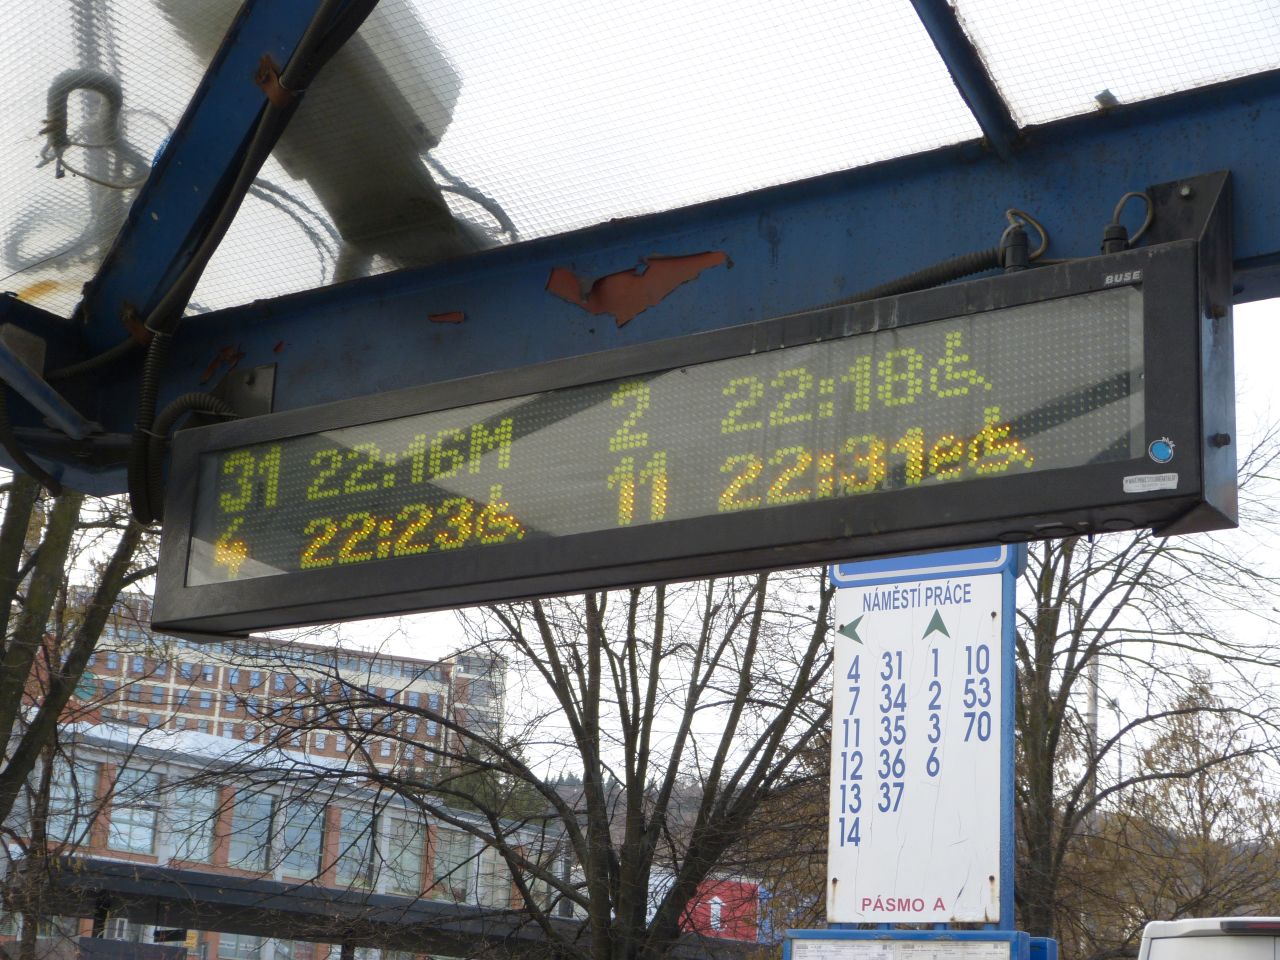 BUSE
31 22:16M 2 22:18
4 22:23 11 22:31
NÁMĚSTÍ PRÁCE
4 31 1 10
7 34 2 53
11 35 3 70
12 36 6
13 37
14
PÁSMO A